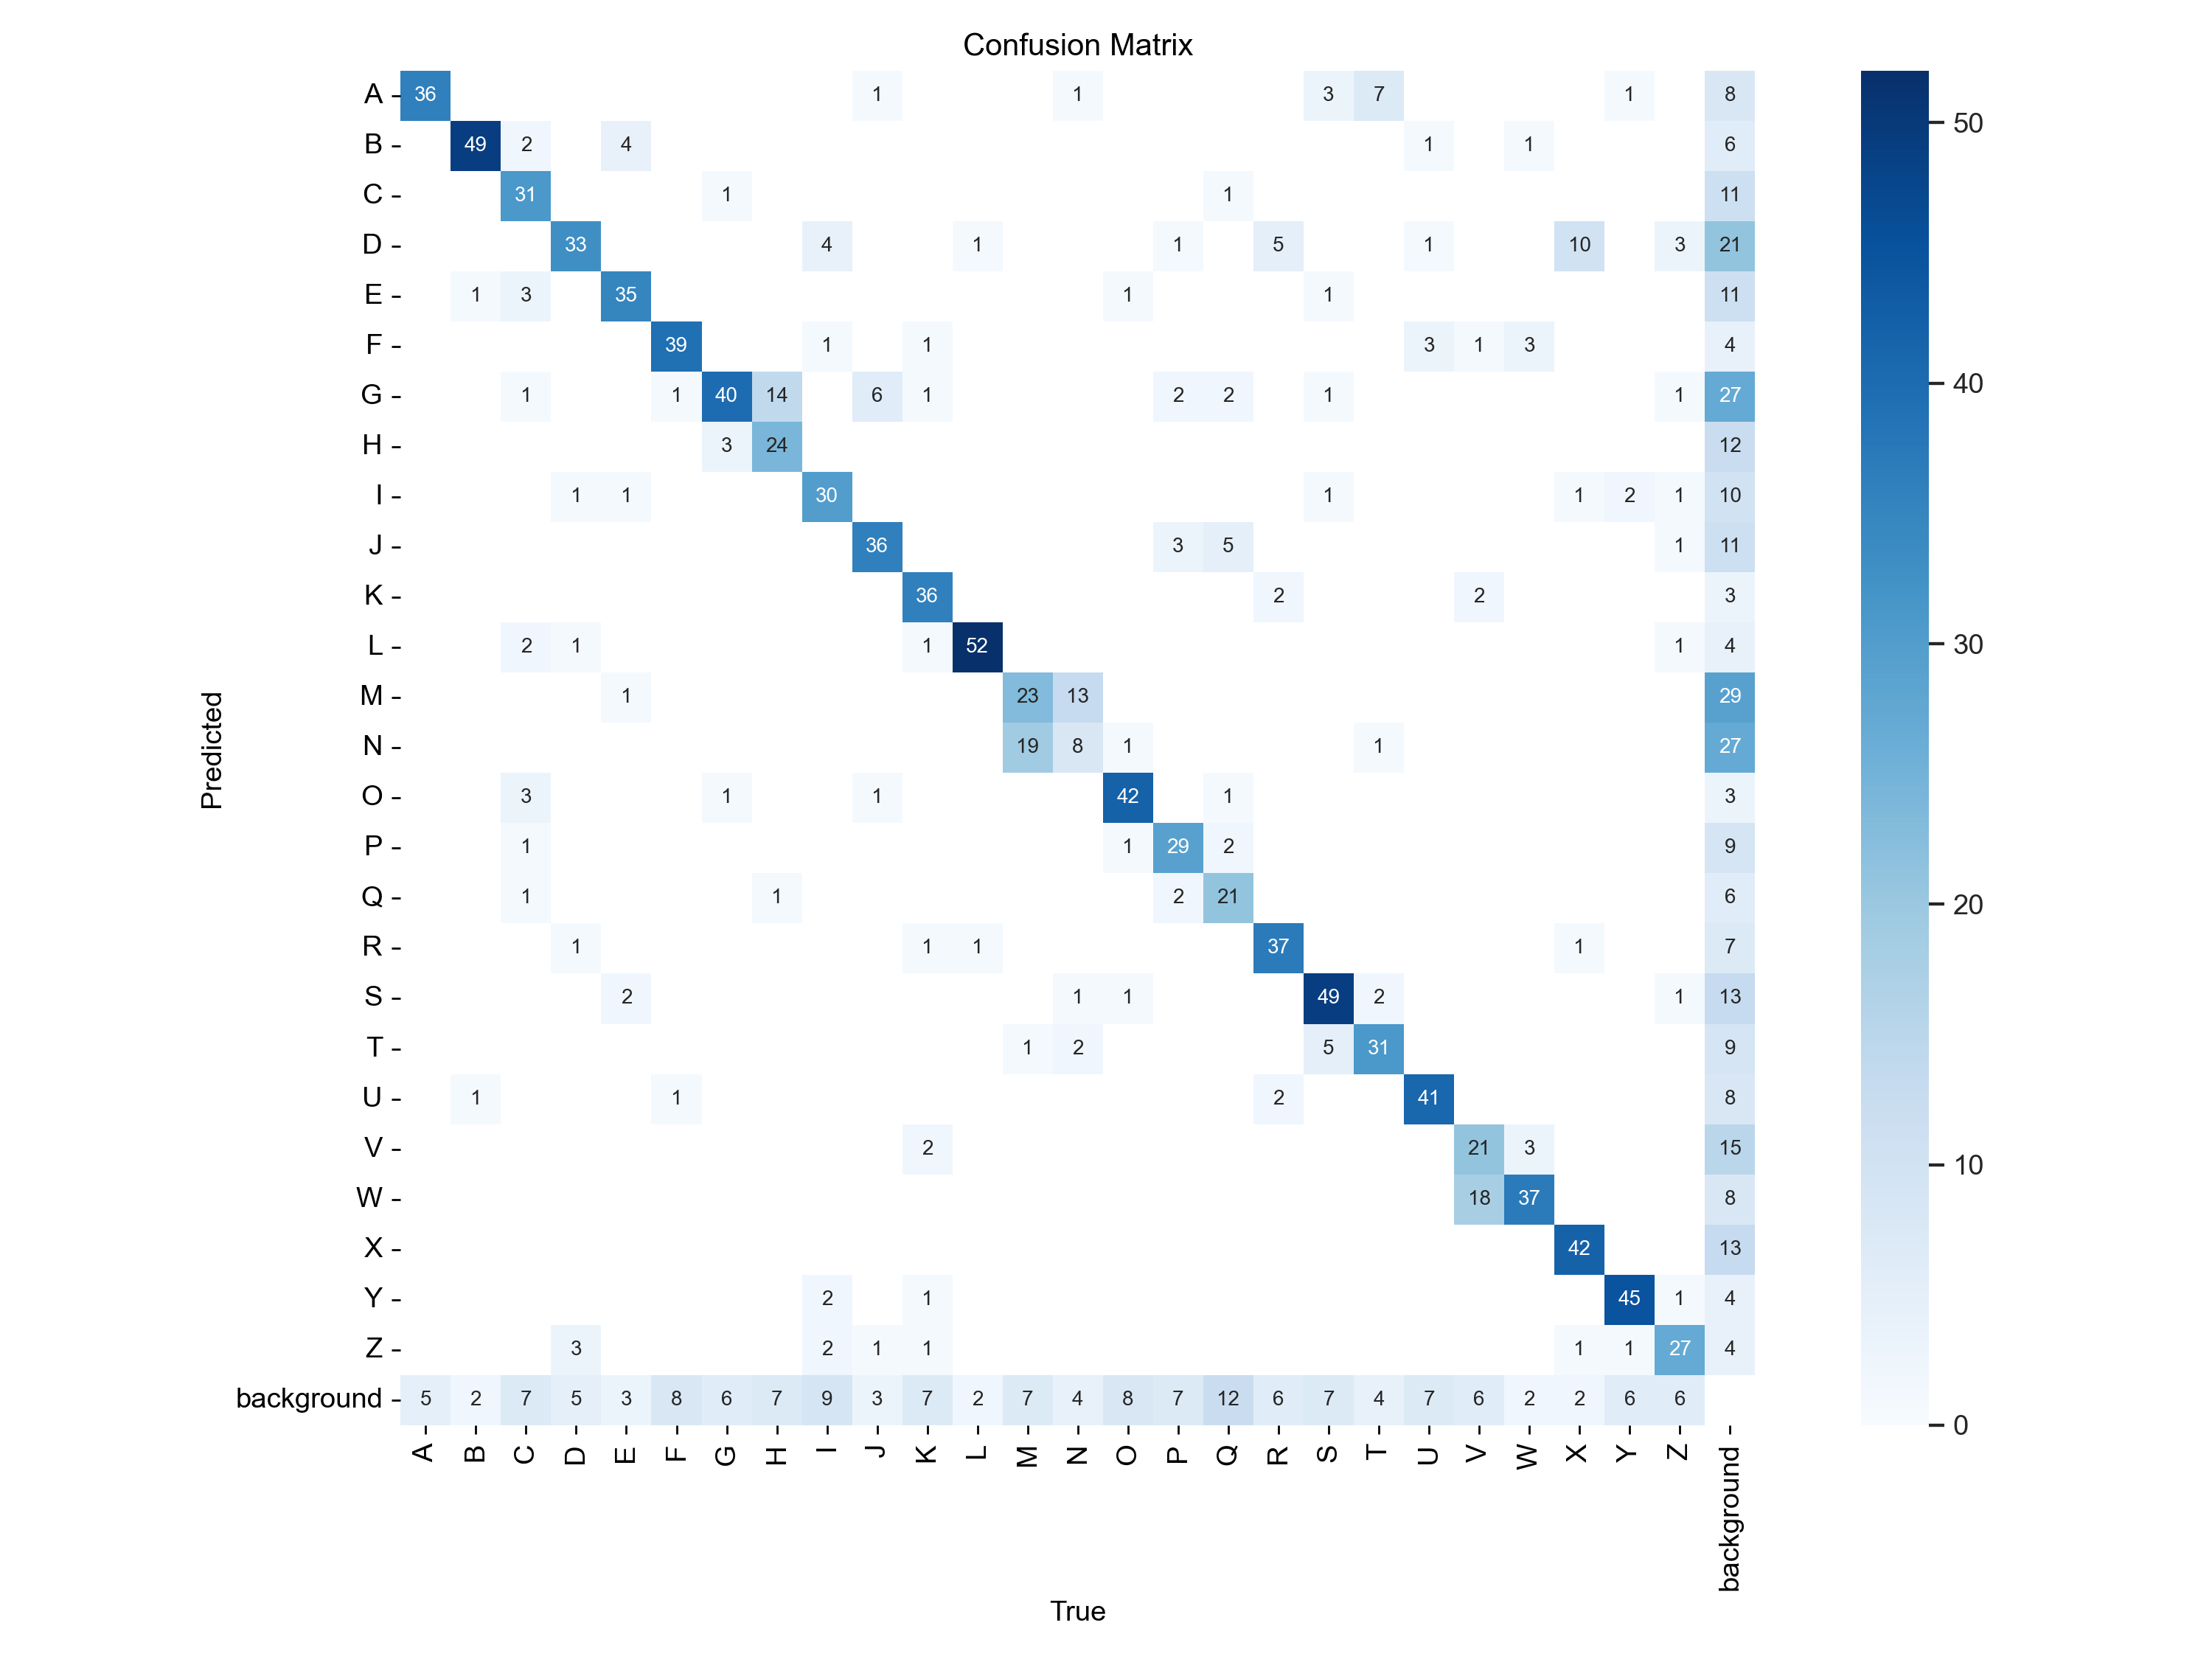 Confusion Matrix
A 36 1 1 3 7 1 8
B 49 2 4 1 1 6
C 31 1 1 11
D 33 4 1 1 5 1 10 3 21
E 1 3 35 1 1 11
F 39 1 1 3 1 3 4
G 1 1 40 14 6 1 2 2 1 1 27
H 3 24 12
I 1 1 30 1 1 2 1 10
J 36 3 5 1 11
K 36 2 2 3
L 2 1 1 52 1 4
M 1 23 13 29
N 19 8 1 1 27
O 3 1 1 42 1 3
P 1 1 29 2 9
Q 1 1 2 21 6
R 1 1 1 37 1 7
S 2 1 1 49 2 1 13
T 1 2 5 31 9
U 1 1 2 41 8
V 2 21 3 15
W 18 37 8
X 42 13
Y 2 1 45 1 4
Z 3 2 1 1 1 1 27 4
background 5 2 7 5 3 8 6 7 9 3 7 2 7 4 8 7 12 6 7 4 7 6 2 2 6 6
A B C D E F G H I J K L M N O P Q R S T U V W X Y Z background
True
Predicted
50
40
30
20
10
0